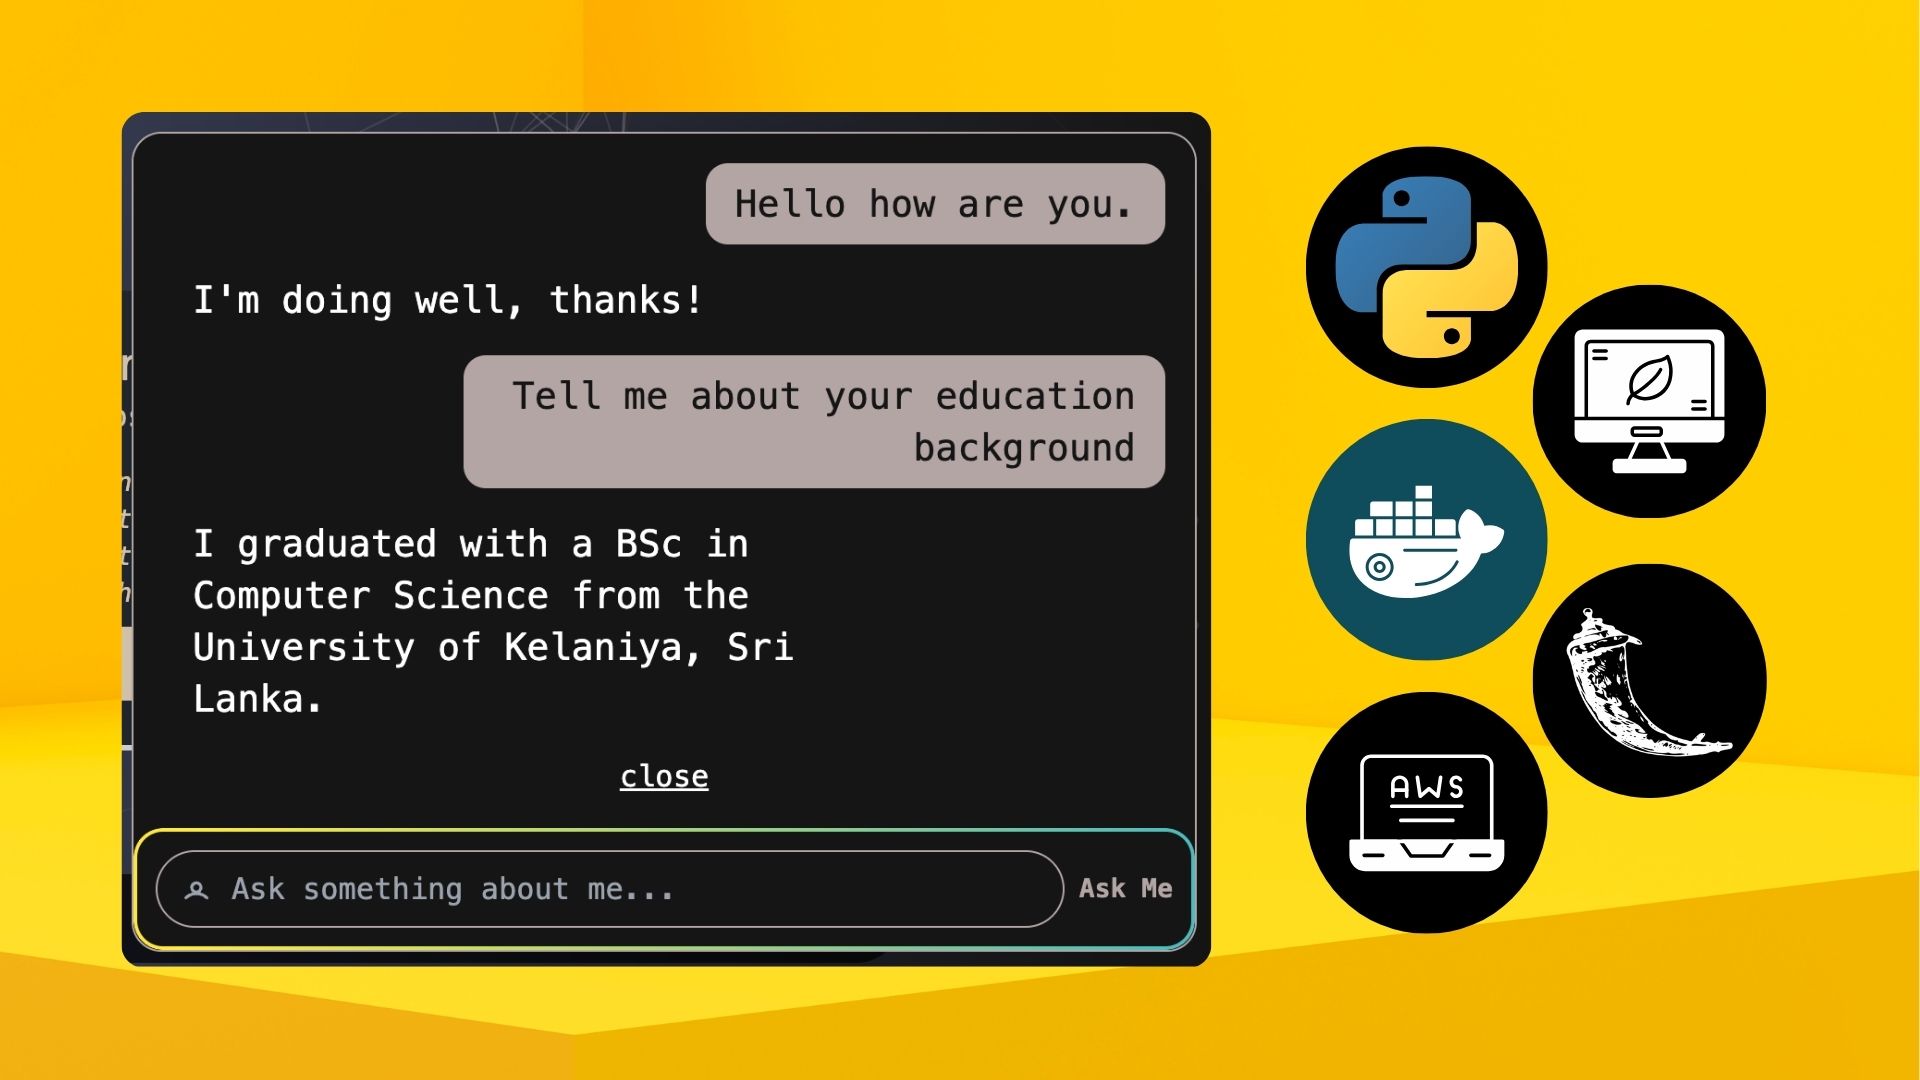 Hello how are you.
I'm doing well, thanks!
Tell me about your education
background
I graduated with a BSc in
Computer Science from the
University of Kelaniya, Sri
Lanka.
close
Ask something about me...
Ask Me
AWS